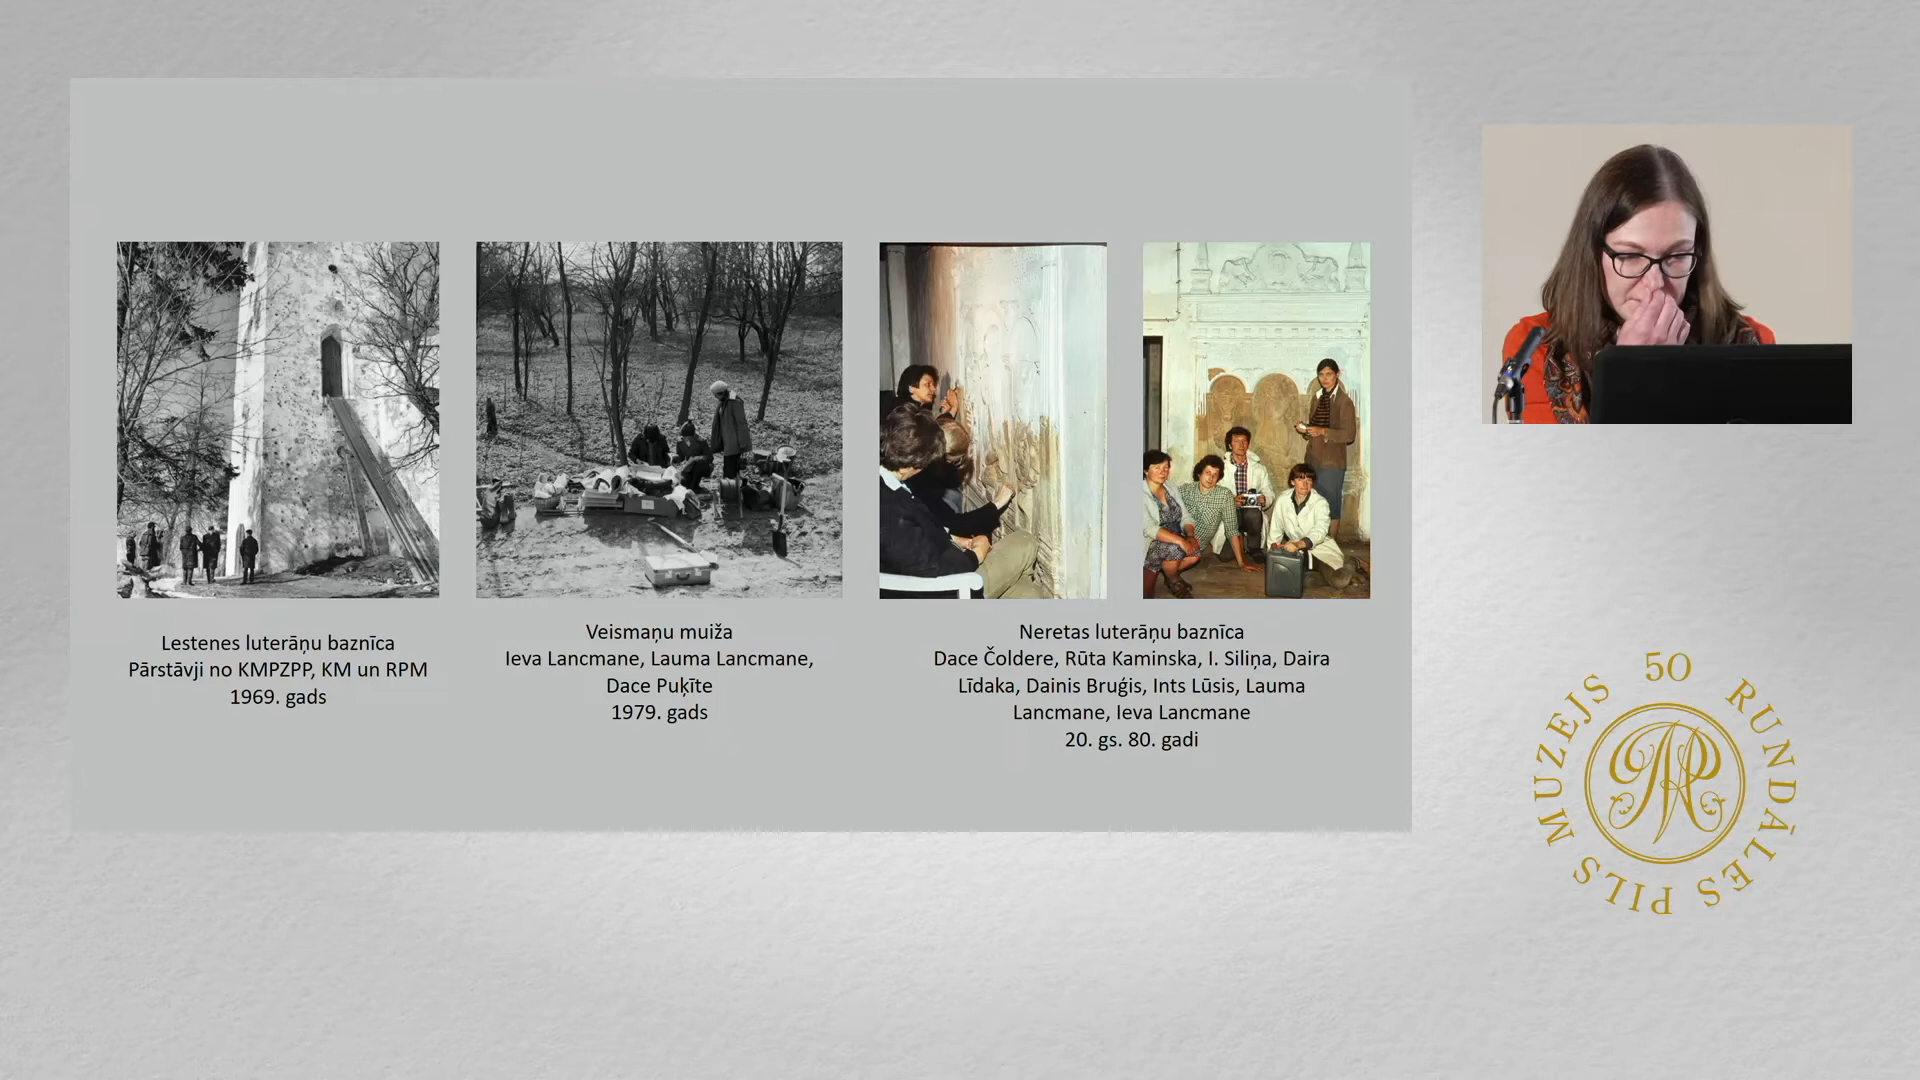 Lestenes luterāņu baznīca
Pārstāvji no KMPZPP, KM un RPM
1969. gads
Veismaņu muiža
Ieva Lancmane, Lauma Lancmane,
Dace Puķīte
1979. gads
Neretas luterāņu baznīca
Dace Čoldere, Rūta Kaminska, I. Siliņa, Daira
Līdaka, Dainis Bruģis, Ints Lūsis, Lauma
Lancmane, Ieva Lancmane
20. gs. 80. gadi
50
RUNDĀLES PILS MUZEJS
RPM